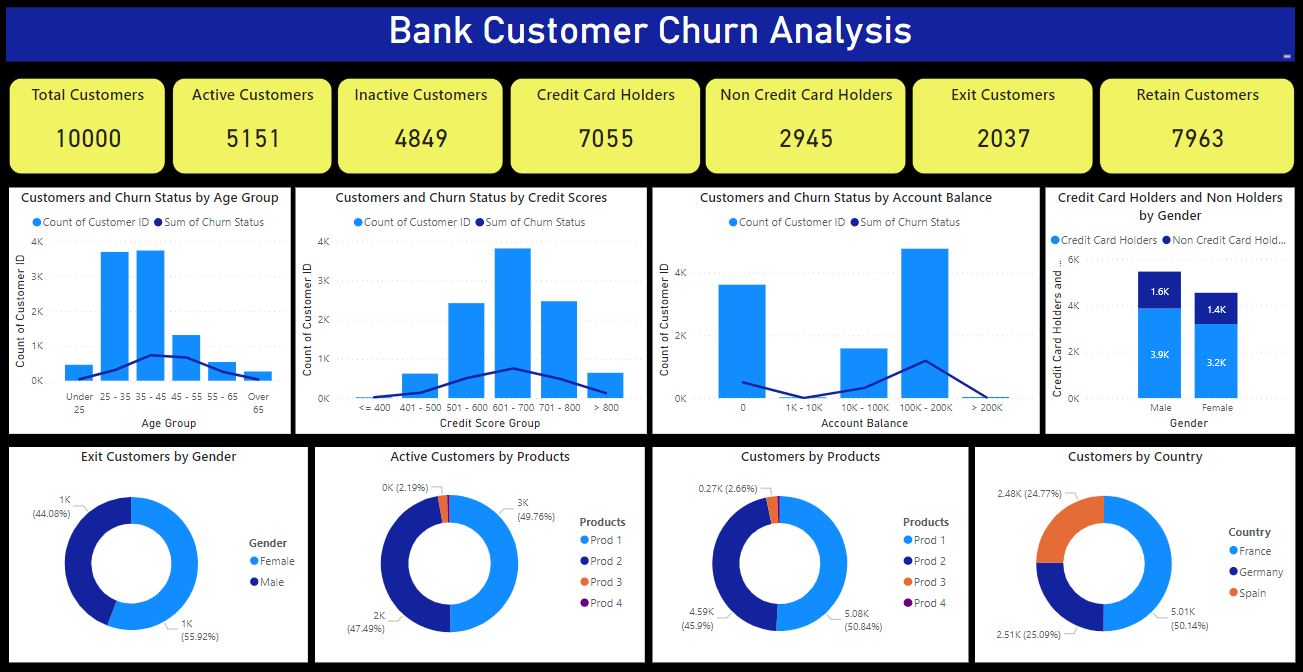 Bank Customer Churn Analysis
Total Customers
10000
Active Customers
5151
Inactive Customers
4849
Credit Card Holders
7055
Non Credit Card Holders
2945
Exit Customers
2037
Retain Customers
7963
Customers and Churn Status by Age Group
Count of Customer ID Sum of Churn Status
Count of Customer ID
4K
3K
2K
1K
0K
Under 25 - 35 35 - 45 45 - 55 55 - 65 Over
25 65
Age Group
Customers and Churn Status by Credit Scores
Count of Customer ID Sum of Churn Status
Count of Customer ID
4K
3K
2K
1K
0K
<= 400 401 - 500 501 - 600 601 - 700 701 - 800 > 800
Credit Score Group
Customers and Churn Status by Account Balance
Count of Customer ID Sum of Churn Status
Count of Customer ID
4K
2K
0K
0 1K - 10K 10K - 100K 100K - 200K > 200K
Account Balance
Credit Card Holders and Non Holders
by Gender
Credit Card Holders Non Credit Card Hold...
Credit Card Holders and ...
6K
4K
2K
0K
1.6K
3.9K
1.4K
3.2K
Male Female
Gender
Exit Customers by Gender
1K
(44.08%)
1K
(55.92%)
Gender
Female
Male
Active Customers by Products
0K (2.19%)
3K
(49.76%)
2K
(47.49%)
Products
Prod 1
Prod 2
Prod 3
Prod 4
Customers by Products
0.27K (2.66%)
4.59K
(45.9%)
5.08K
(50.84%)
Products
Prod 1
Prod 2
Prod 3
Prod 4
Customers by Country
2.48K (24.77%)
2.51K (25.09%)
5.01K
(50.14%)
Country
France
Germany
Spain